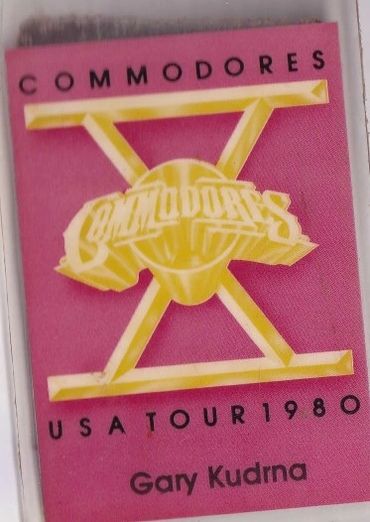 COMMODORES
COMMODORES
USA TOUR 1980
Gary Kudrna